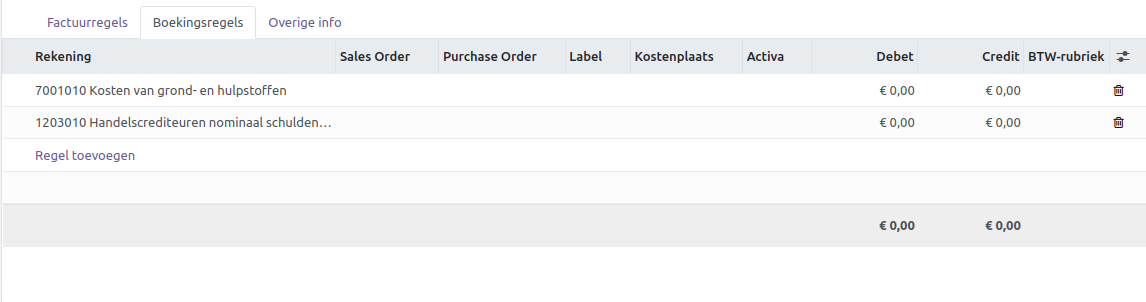 Factuurregels Boekingsregels Overige info
Rekening Sales Order Purchase Order Label Kostenplaats Activa Debet Credit BTW-rubriek
7001010 Kosten van grond- en hulpstoffen € 0,00 € 0,00
1203010 Handelscrediteuren nominaal schulden… € 0,00 € 0,00
Regel toevoegen
€ 0,00 € 0,00